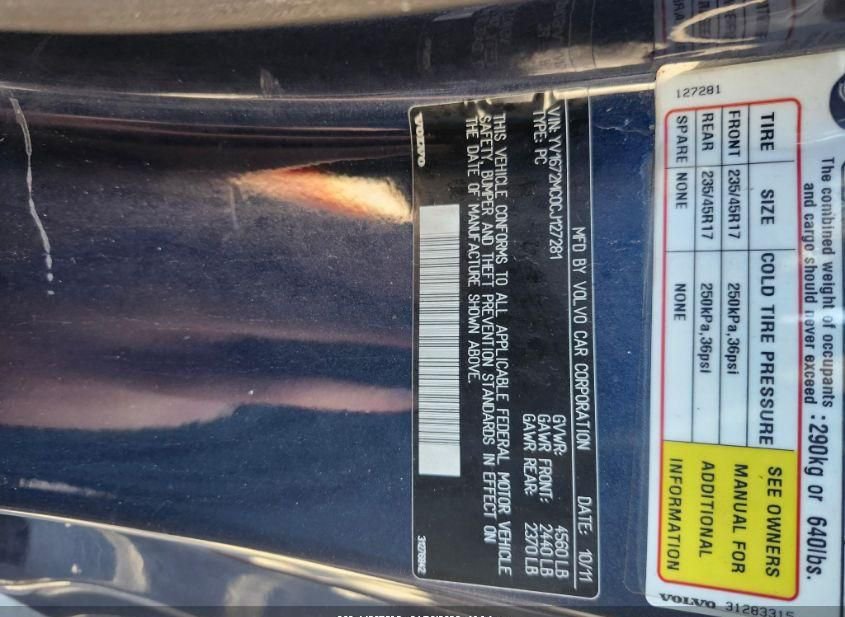 The combined weight of occupants
and cargo should never exceed : 290kg or 640lbs.
127281
TIRE SIZE COLD TIRE PRESSURE SEE OWNERS
FRONT 235/45R17 250kPa,36psi MANUAL FOR
REAR 235/45R17 250kPa,36psi ADDITIONAL
SPARE NONE NONE INFORMATION
VOLVO 31283315
MFD BY VOLVO CAR CORPORATION DATE: 10/11
GVWR: 4560 LB
VIN: YV1672MC0CJ127281 GAWR FRONT: 2440 LB
TYPE: PC GAWR REAR: 2370 LB
THIS VEHICLE CONFORMS TO ALL APPLICABLE FEDERAL MOTOR VEHICLE
SAFETY, BUMPER AND THEFT PREVENTION STANDARDS IN EFFECT ON
THE DATE OF MANUFACTURE SHOWN ABOVE.
VOLVO